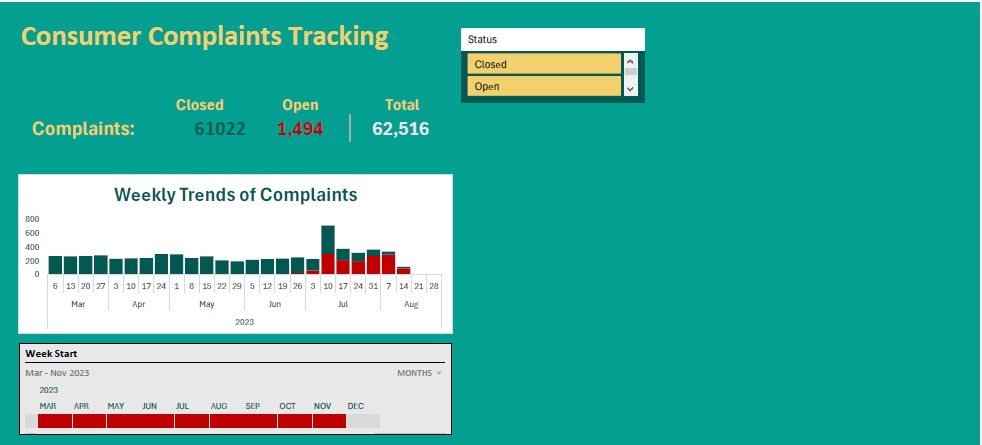 Consumer Complaints Tracking
Status
Closed
Open
Closed Open Total
Complaints: 61022 1,494 62,516
Weekly Trends of Complaints
800
600
400
200
0
6 13 20 27 3 10 17 24 1 8 15 22 29 5 12 19 26 3 10 17 24 31 7 14 21 28
Mar Apr May Jun Jul Aug
2023
Week Start
Mar - Nov 2023 MONTHS
2023
MAR APR MAY JUN JUL AUG SEP OCT NOV DEC